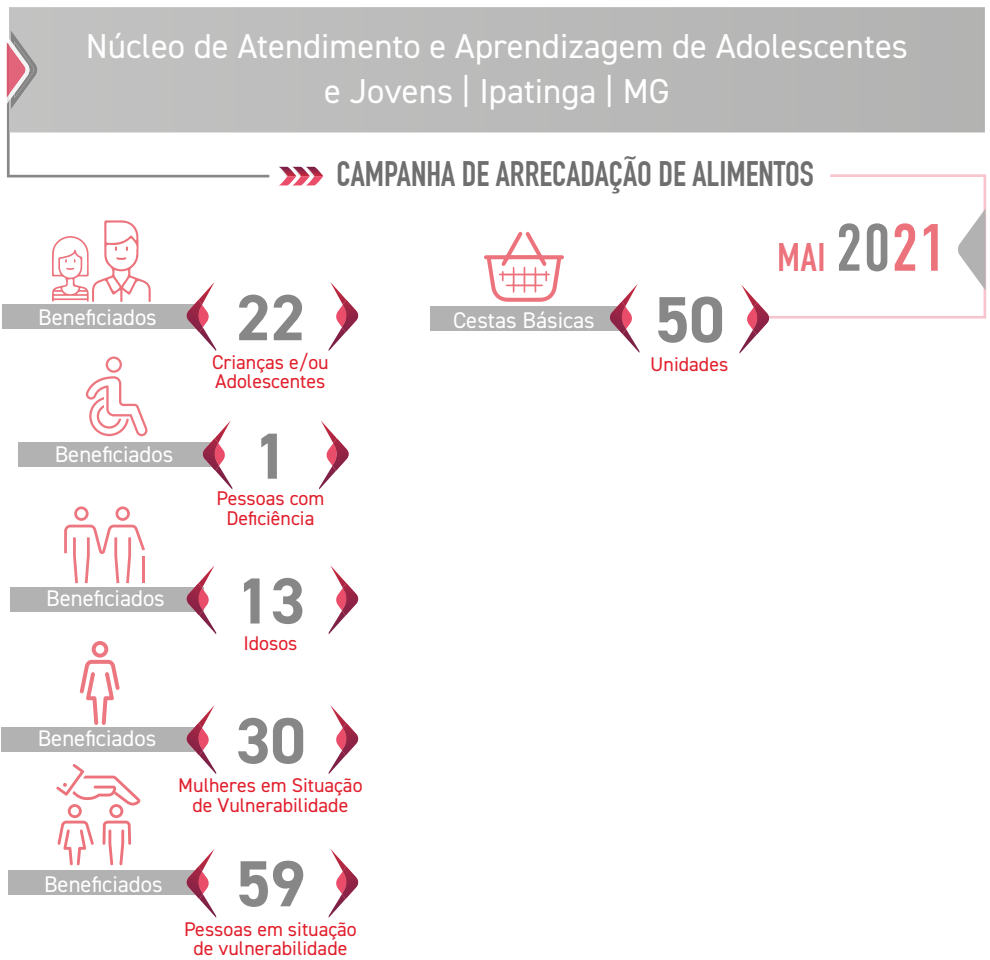 Núcleo de Atendimento e Aprendizagem de Adolescentes
e Jovens | Ipatinga | MG
CAMPANHA DE ARRECADAÇÃO DE ALIMENTOS
MAI 2021
Beneficiados
22
Crianças e/ou
Adolescentes
Cestas Básicas
50
Unidades
Beneficiados
1
Pessoas com
Deficiência
Beneficiados
13
Idosos
Beneficiados
30
Mulheres em Situação
de Vulnerabilidade
Beneficiados
59
Pessoas em situação
de vulnerabilidade